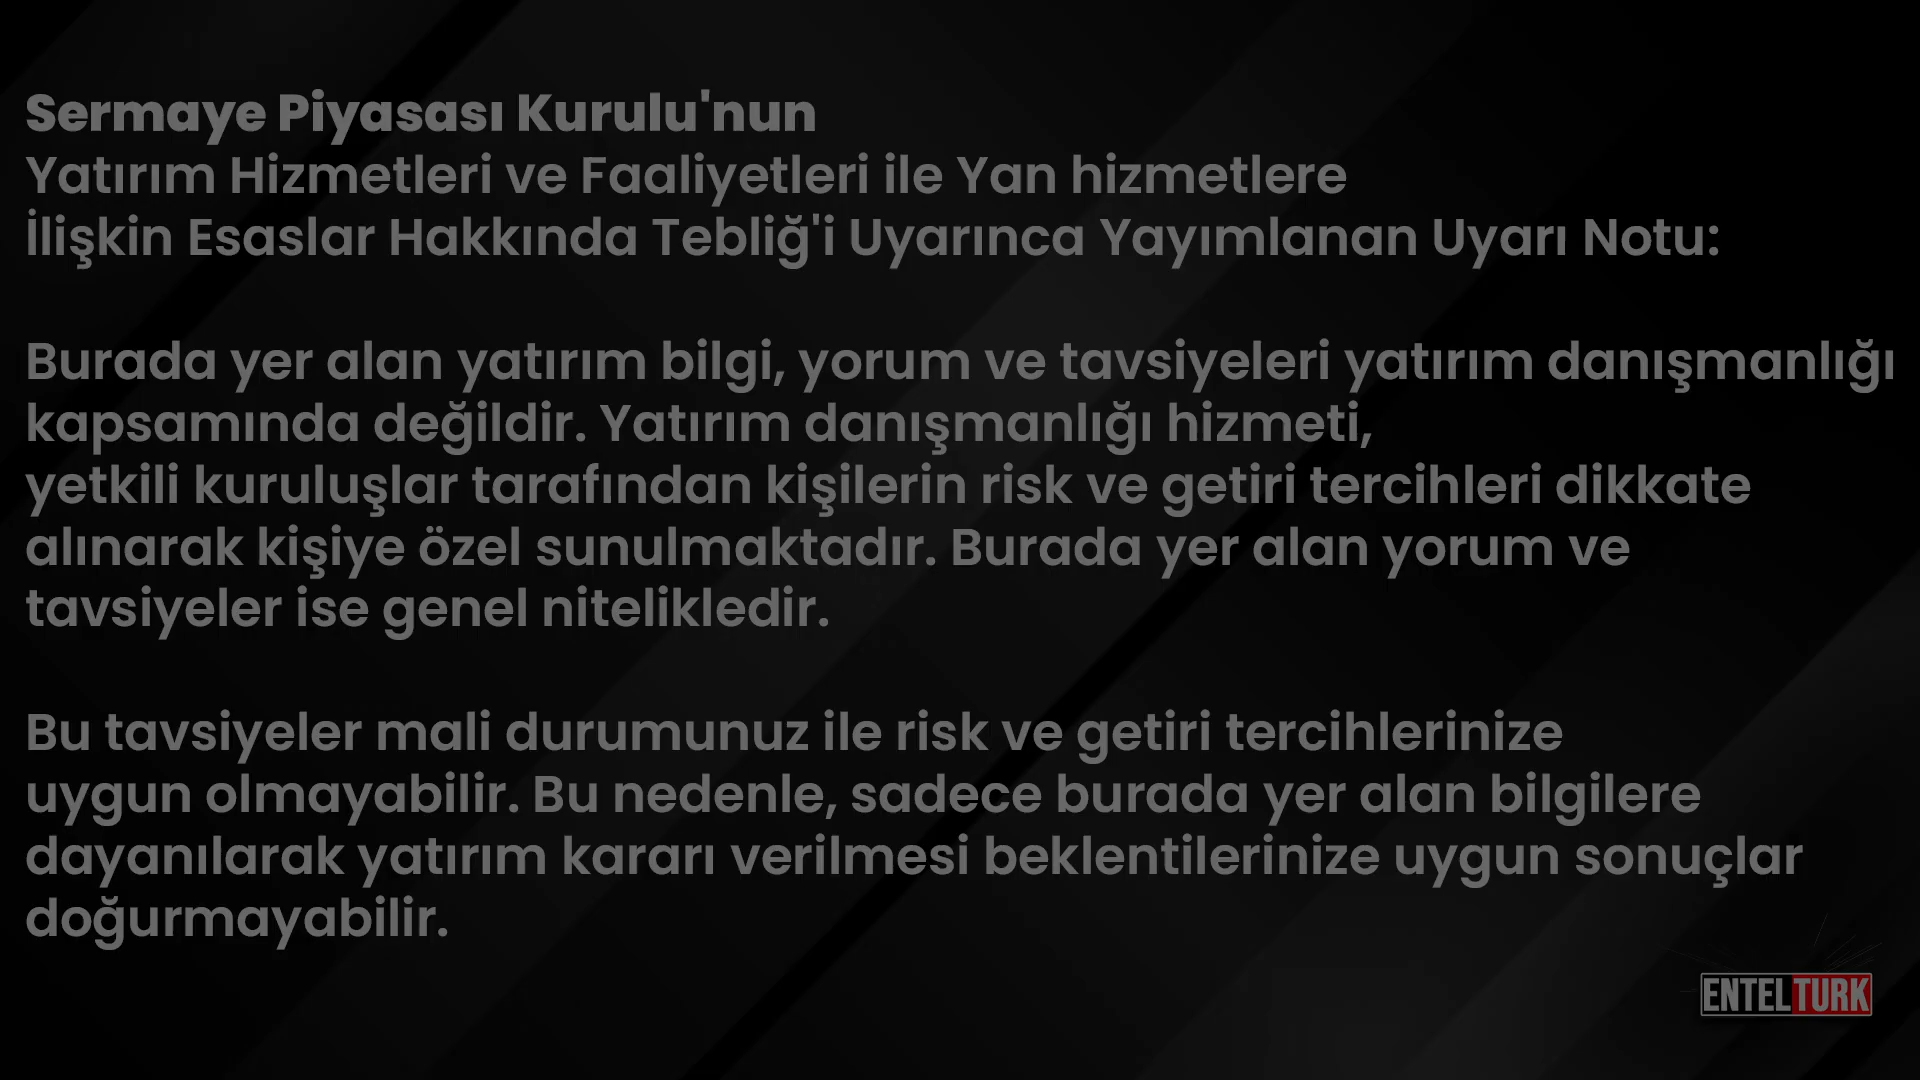 Sermaye Piyasası Kurulu'nun
Yatırım Hizmetleri ve Faaliyetleri ile Yan hizmetlere
İlişkin Esaslar Hakkında Tebliğ'i Uyarınca Yayımlanan Uyarı Notu:
Burada yer alan yatırım bilgi, yorum ve tavsiyeleri yatırım danışmanlığı
kapsamında değildir. Yatırım danışmanlığı hizmeti,
yetkili kuruluşlar tarafından kişilerin risk ve getiri tercihleri dikkate
alınarak kişiye özel sunulmaktadır. Burada yer alan yorum ve
tavsiyeler ise genel nitelikledir.
Bu tavsiyeler mali durumunuz ile risk ve getiri tercihlerinize
uygun olmayabilir. Bu nedenle, sadece burada yer alan bilgilere
dayanılarak yatırım kararı verilmesi beklentilerinize uygun sonuçlar
doğurmayabilir.
ENTELTURK